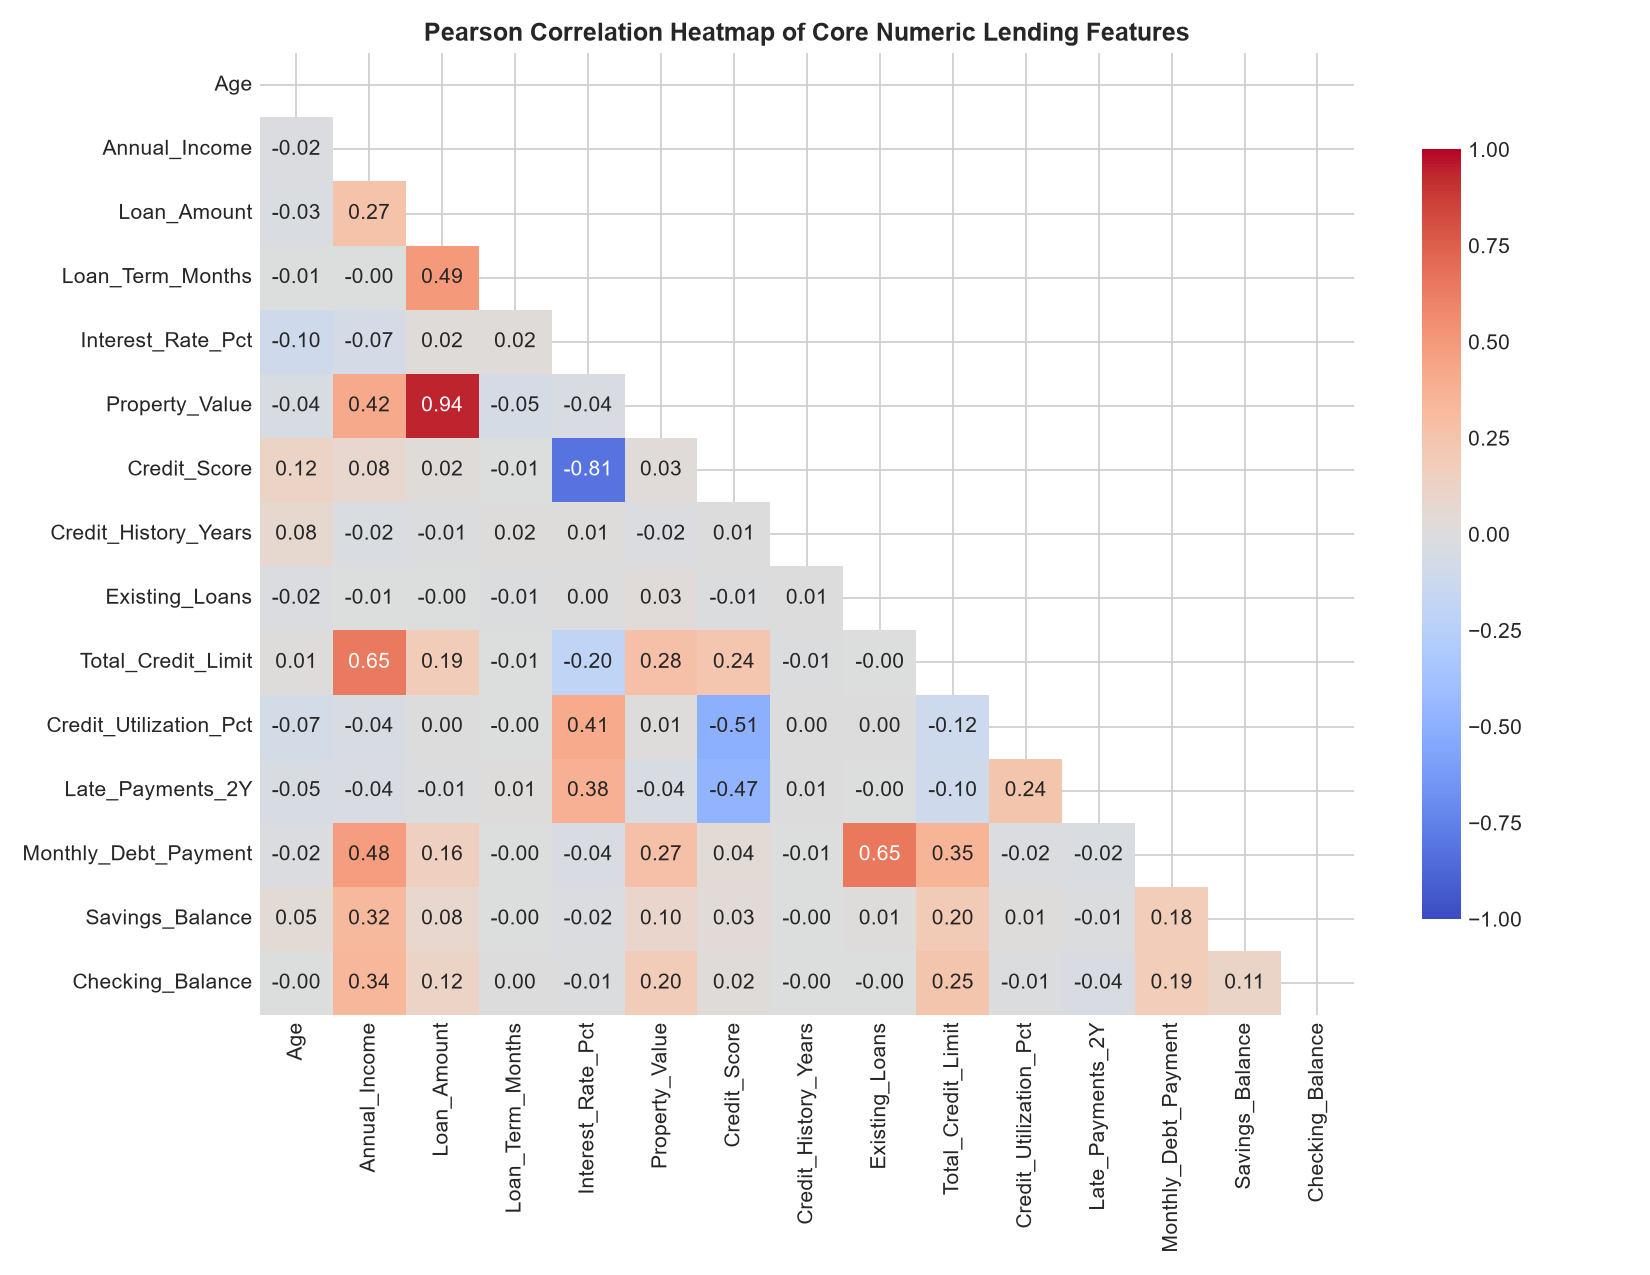 Pearson Correlation Heatmap of Core Numeric Lending Features
Age
Annual_Income -0.02
Loan_Amount -0.03 0.27
Loan_Term_Months -0.01 -0.00 0.49
Interest_Rate_Pct -0.10 -0.07 0.02 0.02
Property_Value -0.04 0.42 0.94 -0.05 -0.04
Credit_Score 0.12 0.08 0.02 -0.01 -0.81 0.03
Credit_History_Years 0.08 -0.02 -0.01 0.02 0.01 -0.02 0.01
Existing_Loans -0.02 -0.01 -0.00 -0.01 0.00 0.03 -0.01 0.01
Total_Credit_Limit 0.01 0.65 0.19 -0.01 -0.20 0.28 0.24 -0.01 -0.00
Credit_Utilization_Pct -0.07 -0.04 0.00 -0.00 0.41 0.01 -0.51 0.00 0.00 -0.12
Late_Payments_2Y -0.05 -0.04 -0.01 0.01 0.38 -0.04 -0.47 0.01 -0.00 -0.10 0.24
Monthly_Debt_Payment -0.02 0.48 0.16 -0.00 -0.04 0.27 0.04 -0.01 0.65 0.35 -0.02 -0.02
Savings_Balance 0.05 0.32 0.08 -0.00 -0.02 0.10 0.03 -0.00 0.01 0.20 0.01 -0.01 0.18
Checking_Balance -0.00 0.34 0.12 0.00 -0.01 0.20 0.02 -0.00 -0.00 0.25 -0.01 -0.04 0.19 0.11
Age
Annual_Income
Loan_Amount
Loan_Term_Months
Interest_Rate_Pct
Property_Value
Credit_Score
Credit_History_Years
Existing_Loans
Total_Credit_Limit
Credit_Utilization_Pct
Late_Payments_2Y
Monthly_Debt_Payment
Savings_Balance
Checking_Balance
1.00
0.75
0.50
0.25
0.00
−0.25
−0.50
−0.75
−1.00